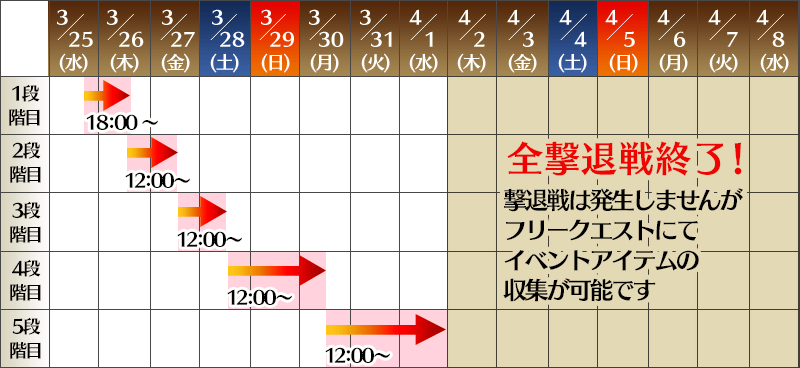 3/25(水) 3/26(木) 3/27(金) 3/28(土) 3/29(日) 3/30(月) 3/31(火) 4/1(水) 4/2(木) 4/3(金) 4/4(土) 4/5(日) 4/6(月) 4/7(火) 4/8(水)
1段
階目
18:00～
2段
階目
12:00～
3段
階目
12:00～
4段
階目
12:00～
5段
階目
12:00～
全撃退戦終了！
撃退戦は発生しませんが
フリークエストにて
イベントアイテムの
収集が可能です